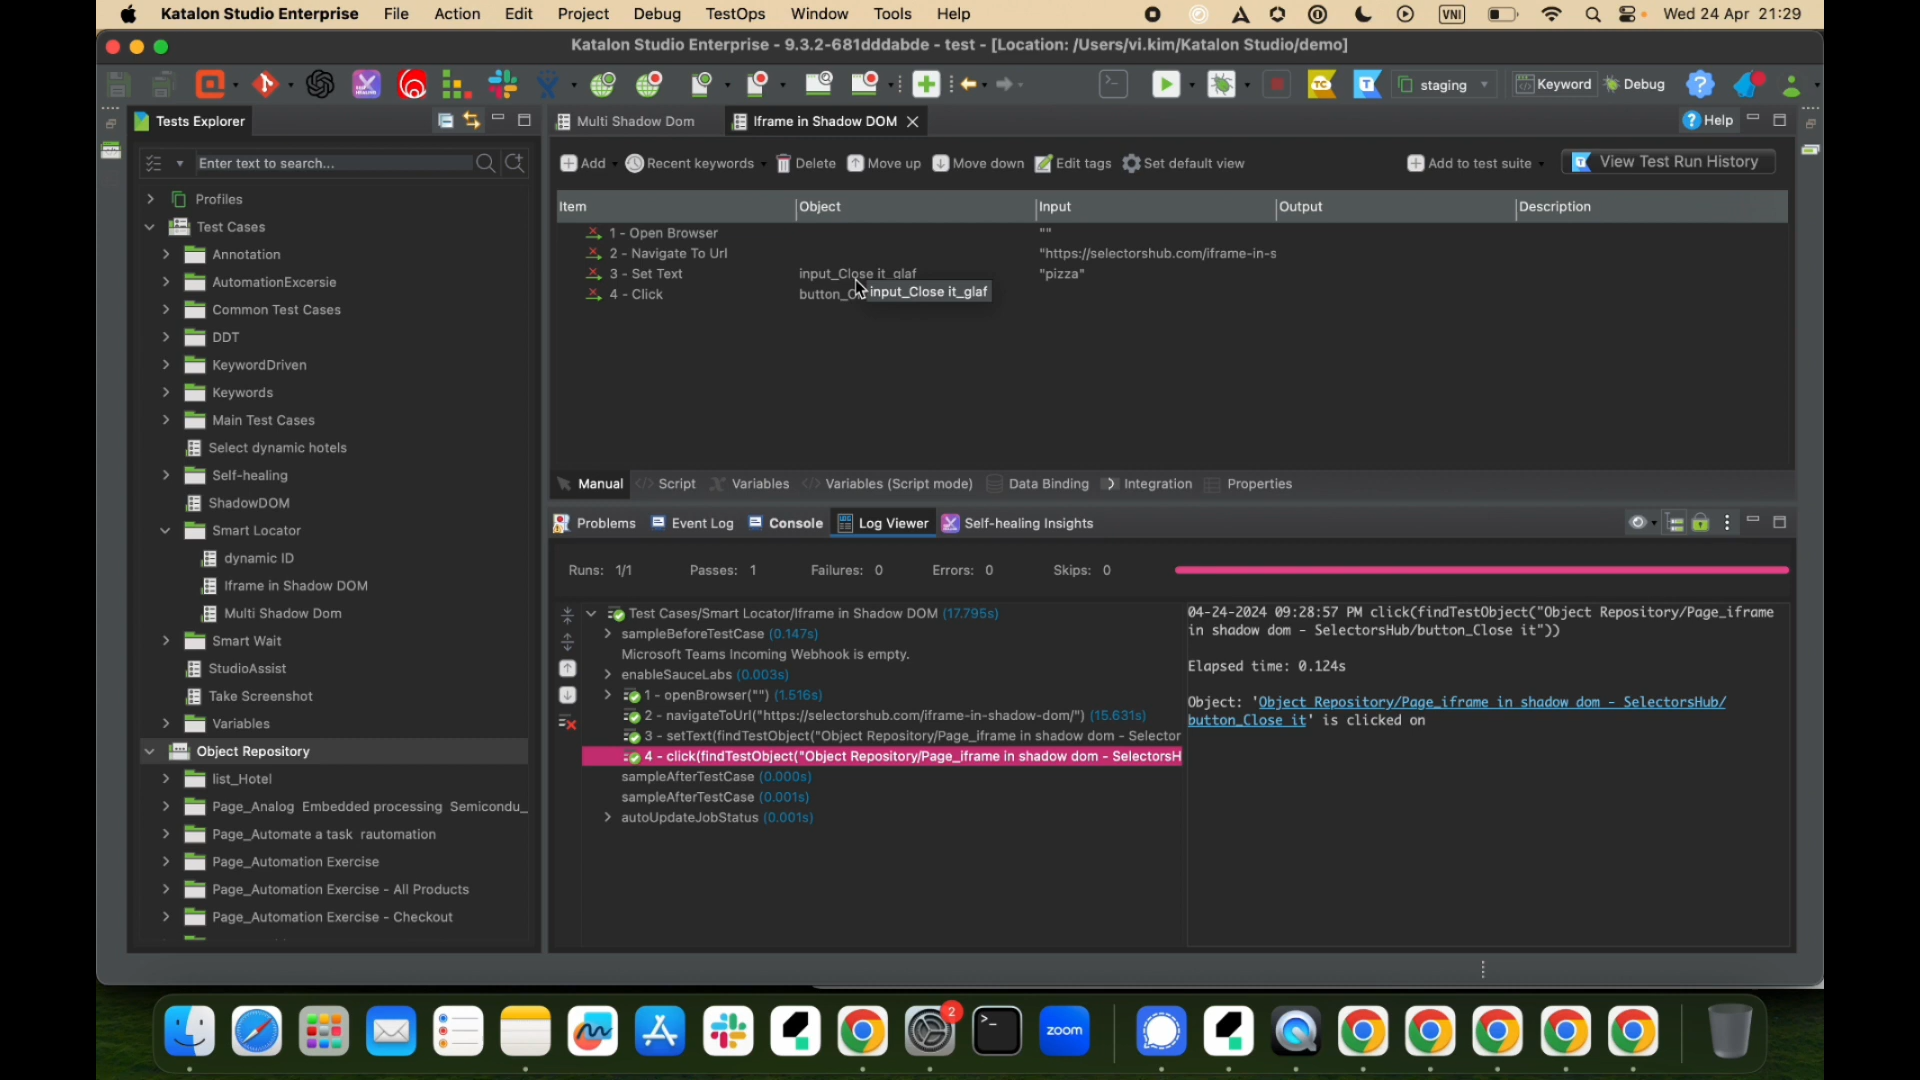 Katalon Studio Enterprise File Action Edit Project Debug TestOps Window Tools Help VNI Wed 24 Apr 21:29
Katalon Studio Enterprise - 9.3.2-681dddabde - test - [Location: /Users/vi.kim/Katalon Studio/demo]
TC staging Keyword Debug
Tests Explorer
Multi Shadow Dom Iframe in Shadow DOM Help
Enter text to search...
Add Recent keywords Delete Move up Move down Edit tags Set default view Add to test suite View Test Run History
Item Object Input Output Description
1 - Open Browser ""
2 - Navigate To Url "https://selectorshub.com/iframe-in-s
3 - Set Text input_Close it_glaf "pizza"
4 - Click input_Close it_glaf
Profiles
Test Cases
Annotation
AutomationExcersie
Common Test Cases
DDT
KeywordDriven
Keywords
Main Test Cases
Select dynamic hotels
Self-healing
ShadowDOM
Smart Locator
dynamic ID
Iframe in Shadow DOM
Multi Shadow Dom
Smart Wait
StudioAssist
Take Screenshot
Variables
Object Repository
list_Hotel
Page_Analog Embedded processing Semicondu_
Page_Automate a task rautomation
Page_Automation Exercise
Page_Automation Exercise - All Products
Page_Automation Exercise - Checkout
Manual Script Variables Variables (Script mode) Data Binding Integration Properties
Problems Event Log Console Log Viewer Self-healing Insights
Runs: 1/1 Passes: 1 Failures: 0 Errors: 0 Skips: 0
Test Cases/Smart Locator/Iframe in Shadow DOM (17.795s)
sampleBeforeTestCase (0.147s)
Microsoft Teams Incoming Webhook is empty.
enableSauceLabs (0.003s)
1 - openBrowser("") (1.516s)
2 - navigateToUrl("https://selectorshub.com/iframe-in-shadow-dom/") (15.631s)
3 - setText(findTestObject("Object Repository/Page_iframe in shadow dom - Selector
4 - click(findTestObject("Object Repository/Page_iframe in shadow dom - SelectorsH
sampleAfterTestCase (0.000s)
sampleAfterTestCase (0.001s)
autoUpdateJobStatus (0.001s)
04-24-2024 09:28:57 PM click(findTestObject("Object Repository/Page_iframe
in shadow dom - SelectorsHub/button_Close it"))
Elapsed time: 0.124s
Object: 'Object Repository/Page_iframe in shadow dom - SelectorsHub/
button_Close it' is clicked on
2
zoom